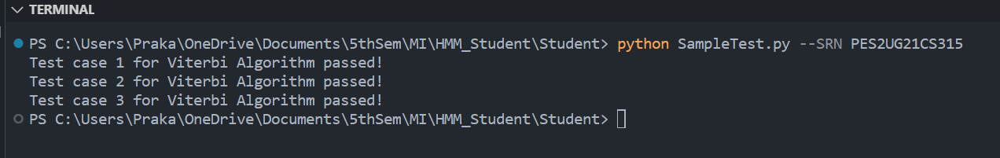 TERMINAL
PS C:\Users\Praka\OneDrive\Documents\5thSem\MI\HMM_Student\Student> python SampleTest.py --SRN PES2UG21CS315
Test case 1 for Viterbi Algorithm passed!
Test case 2 for Viterbi Algorithm passed!
Test case 3 for Viterbi Algorithm passed!
PS C:\Users\Praka\OneDrive\Documents\5thSem\MI\HMM_Student\Student>